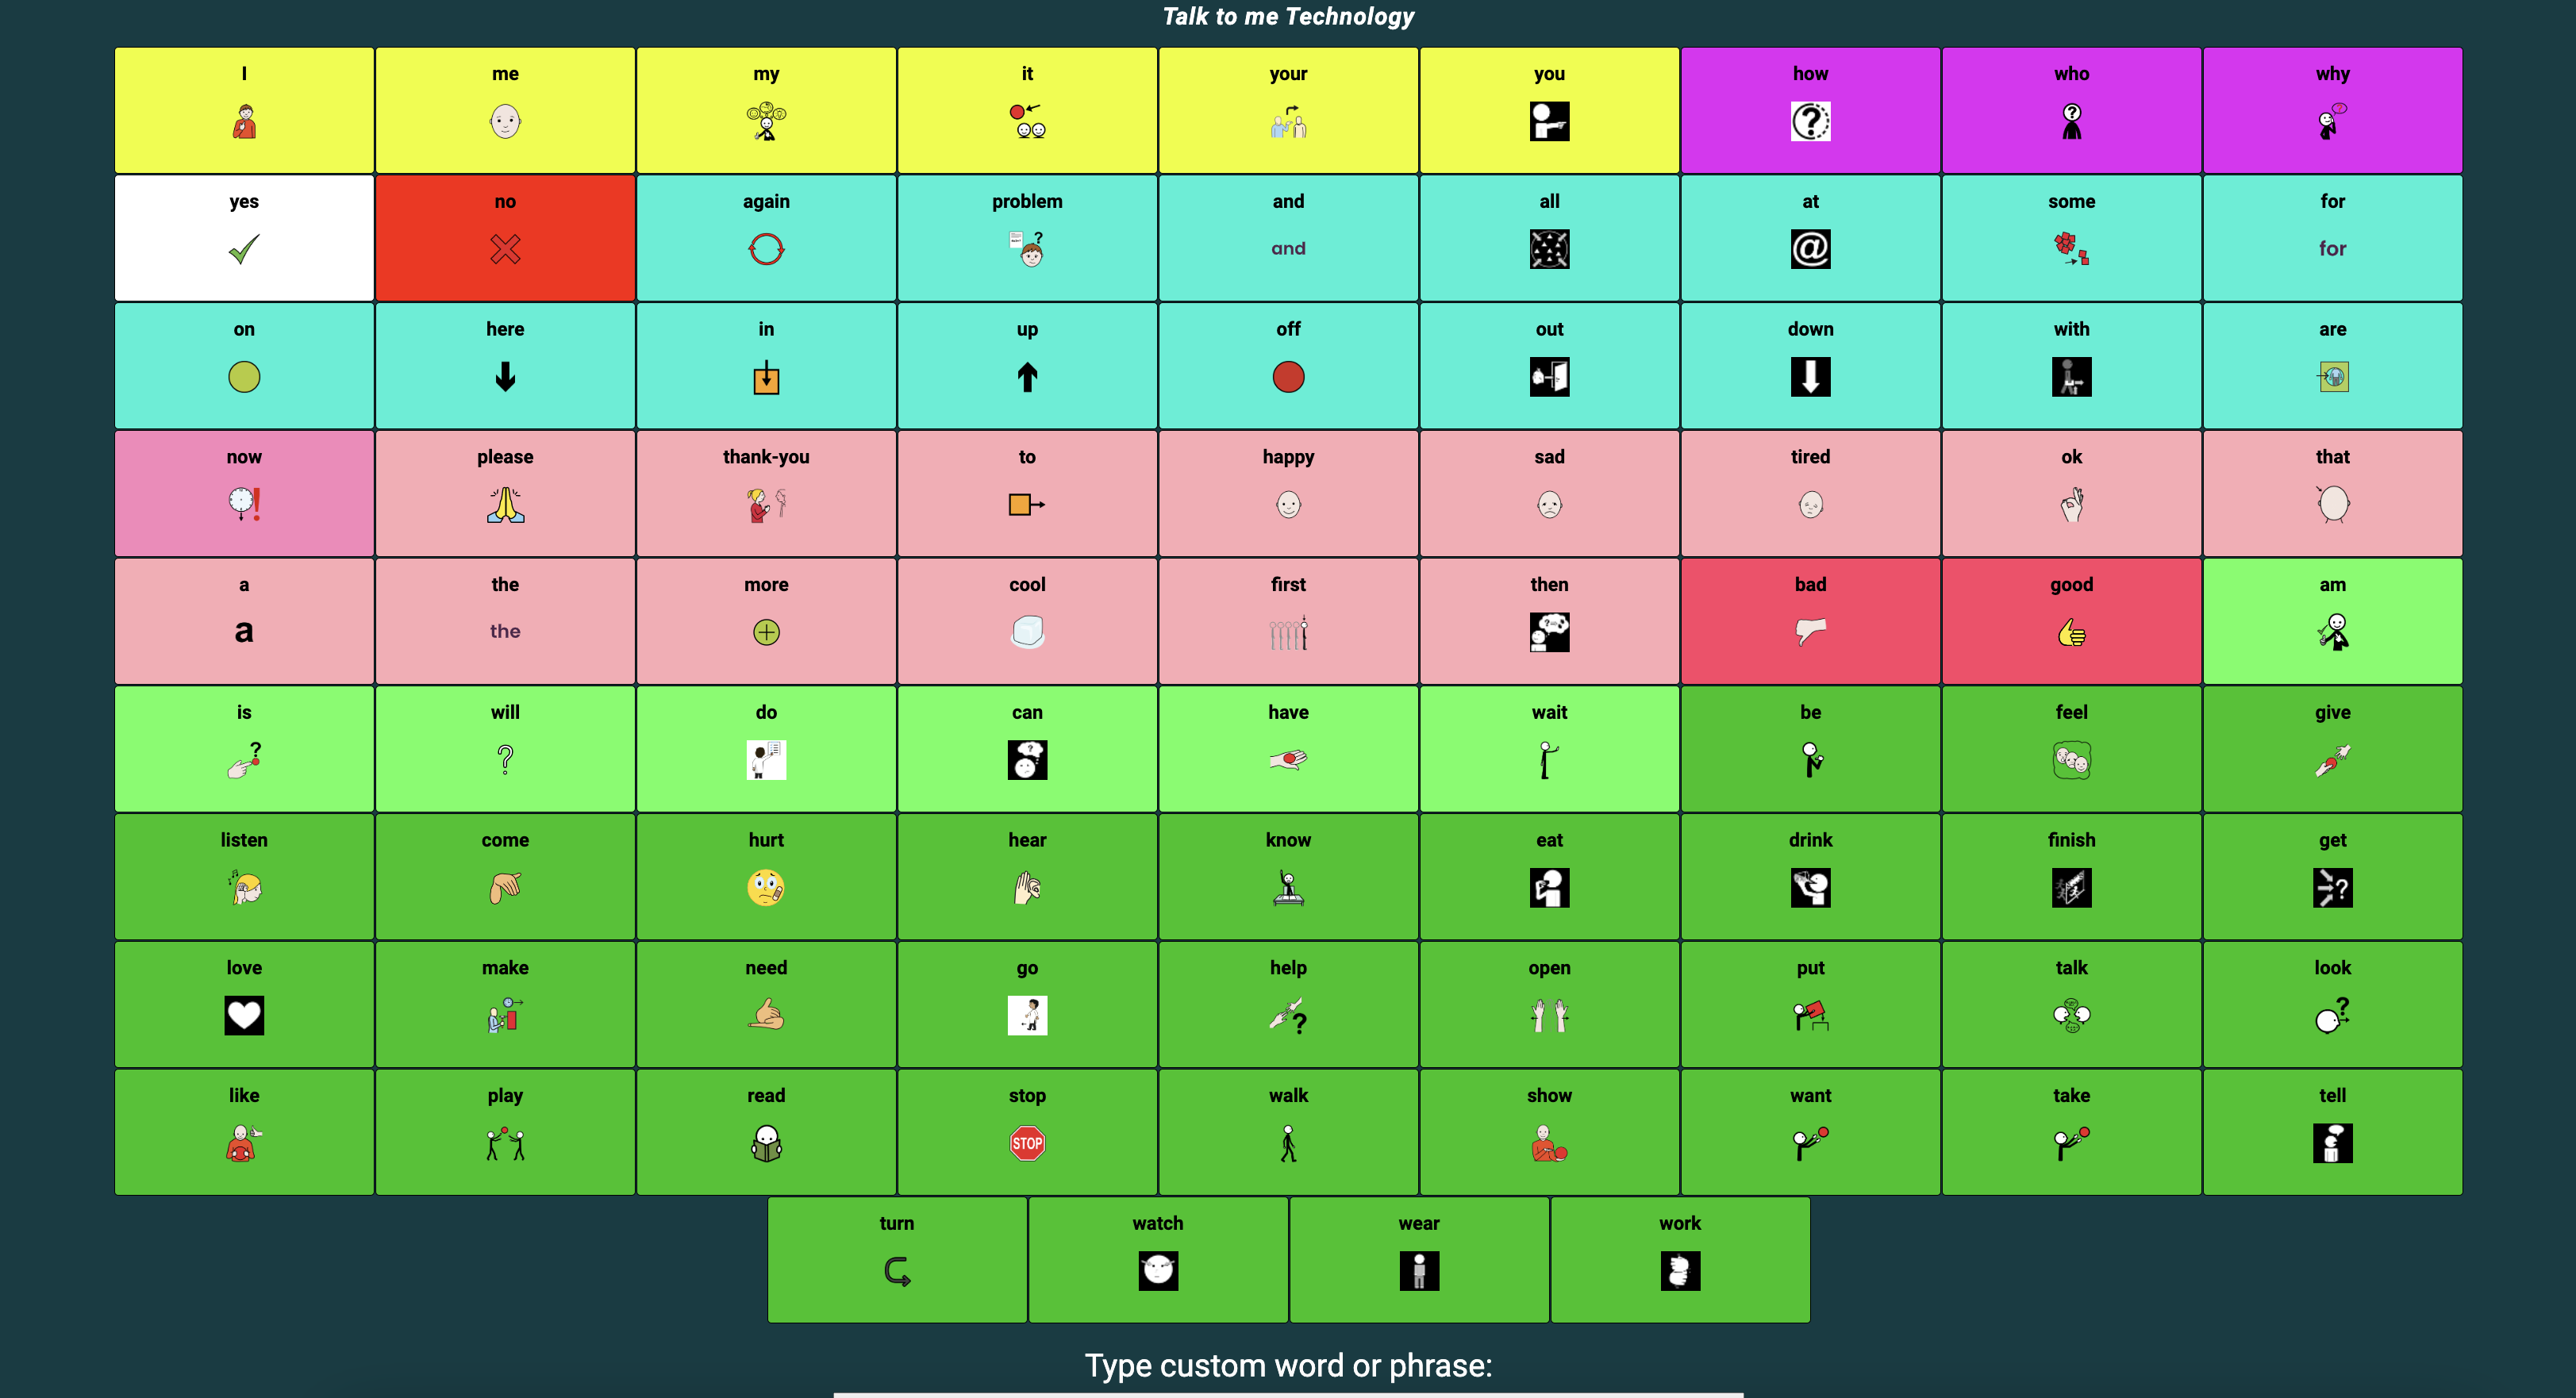 Talk to me Technology
I me my it your you how who why
yes no again problem and all at some for
and for
on here in up off out down with are
now please thank-you to happy sad tired ok that
a the more cool first then bad good am
a the
is will do can have wait be feel give
listen come hurt hear know eat drink finish get
love make need go help open put talk look
like play read stop walk show want take tell
STOP
turn watch wear work
Type custom word or phrase: